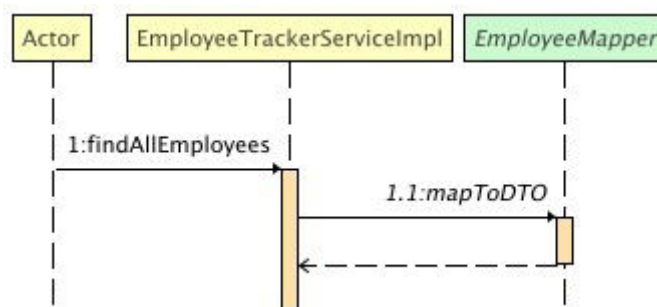 Actor
EmployeeTrackerServiceImpl
EmployeeMapper
1:findAllEmployees
1.1:mapToDTO